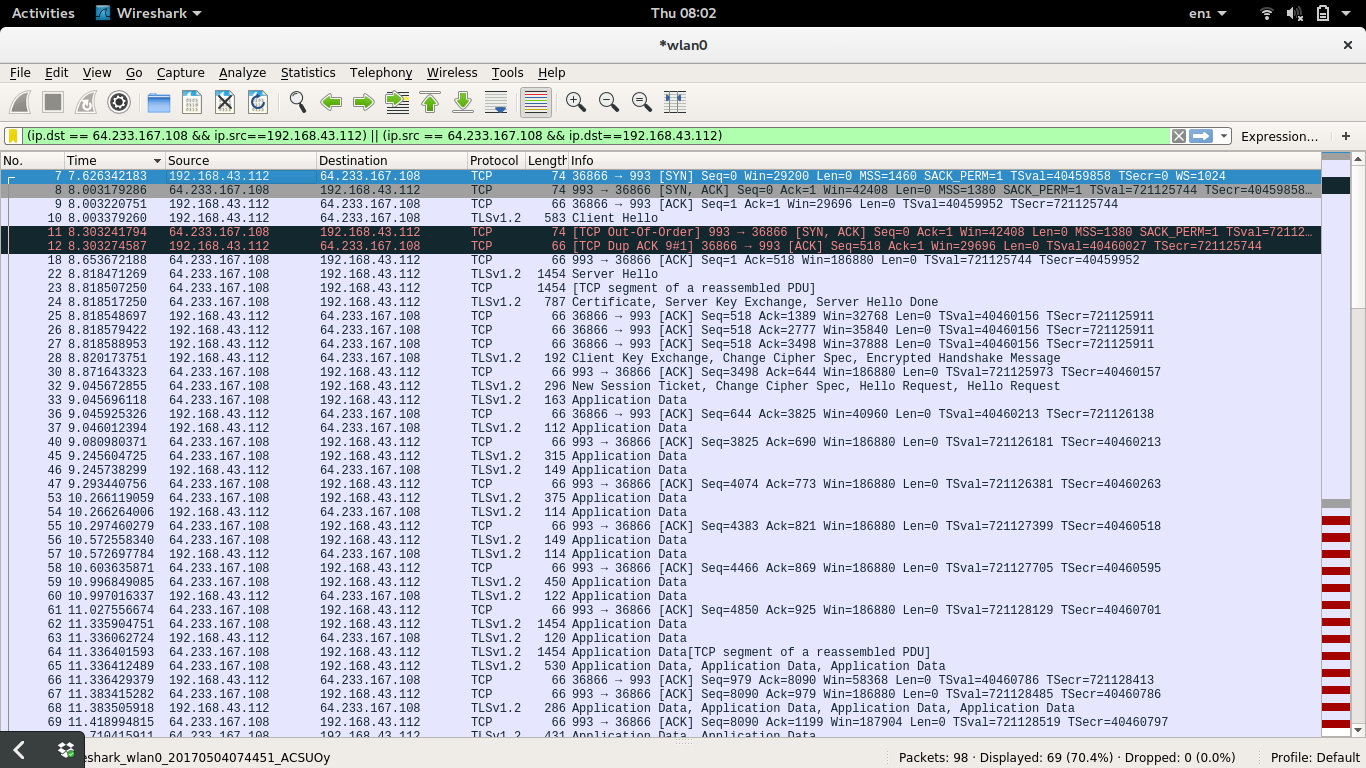 Activities Wireshark Thu 08:02 en1
*wlan0
File Edit View Go Capture Analyze Statistics Telephony Wireless Tools Help
(ip.dst == 64.233.167.108 && ip.src==192.168.43.112) || (ip.src == 64.233.167.108 && ip.dst==192.168.43.112) Expression… +
No. Time Source Destination Protocol Length Info
7 7.626342183 192.168.43.112 64.233.167.108 TCP 74 36866 → 993 [SYN] Seq=0 Win=29200 Len=0 MSS=1460 SACK_PERM=1 TSval=40459858 TSecr=0 WS=1024
8 8.003179286 64.233.167.108 192.168.43.112 TCP 74 993 → 36866 [SYN, ACK] Seq=0 Ack=1 Win=42408 Len=0 MSS=1380 SACK_PERM=1 TSval=721125744 TSecr=40459858…
9 8.003220751 192.168.43.112 64.233.167.108 TCP 66 36866 → 993 [ACK] Seq=1 Ack=1 Win=29696 Len=0 TSval=40459952 TSecr=721125744
10 8.003379260 192.168.43.112 64.233.167.108 TLSv1.2 583 Client Hello
11 8.303241794 64.233.167.108 192.168.43.112 TCP 74 [TCP Out-Of-Order] 993 → 36866 [SYN, ACK] Seq=0 Ack=1 Win=42408 Len=0 MSS=1380 SACK_PERM=1 TSval=72112…
12 8.303274587 192.168.43.112 64.233.167.108 TCP 66 [TCP Dup ACK 9#1] 36866 → 993 [ACK] Seq=518 Ack=1 Win=29696 Len=0 TSval=40460027 TSecr=721125744
18 8.653672188 64.233.167.108 192.168.43.112 TCP 66 993 → 36866 [ACK] Seq=1 Ack=518 Win=186880 Len=0 TSval=721125744 TSecr=40459952
22 8.818471269 64.233.167.108 192.168.43.112 TLSv1.2 1454 Server Hello
23 8.818507250 64.233.167.108 192.168.43.112 TCP 1454 [TCP segment of a reassembled PDU]
24 8.818517250 64.233.167.108 192.168.43.112 TLSv1.2 787 Certificate, Server Key Exchange, Server Hello Done
25 8.818548697 192.168.43.112 64.233.167.108 TCP 66 36866 → 993 [ACK] Seq=518 Ack=1389 Win=32768 Len=0 TSval=40460156 TSecr=721125911
26 8.818579422 192.168.43.112 64.233.167.108 TCP 66 36866 → 993 [ACK] Seq=518 Ack=2777 Win=35840 Len=0 TSval=40460156 TSecr=721125911
27 8.818588953 192.168.43.112 64.233.167.108 TCP 66 36866 → 993 [ACK] Seq=518 Ack=3498 Win=37888 Len=0 TSval=40460156 TSecr=721125911
28 8.820173751 192.168.43.112 64.233.167.108 TLSv1.2 192 Client Key Exchange, Change Cipher Spec, Encrypted Handshake Message
30 8.871643323 64.233.167.108 192.168.43.112 TCP 66 993 → 36866 [ACK] Seq=3498 Ack=644 Win=186880 Len=0 TSval=721125973 TSecr=40460157
32 9.045672855 64.233.167.108 192.168.43.112 TLSv1.2 296 New Session Ticket, Change Cipher Spec, Hello Request, Hello Request
33 9.045696118 64.233.167.108 192.168.43.112 TLSv1.2 163 Application Data
36 9.045925326 192.168.43.112 64.233.167.108 TCP 66 36866 → 993 [ACK] Seq=644 Ack=3825 Win=40960 Len=0 TSval=40460213 TSecr=721126138
37 9.046012394 192.168.43.112 64.233.167.108 TLSv1.2 112 Application Data
40 9.080980371 64.233.167.108 192.168.43.112 TCP 66 993 → 36866 [ACK] Seq=3825 Ack=690 Win=186880 Len=0 TSval=721126181 TSecr=40460213
45 9.245604725 64.233.167.108 192.168.43.112 TLSv1.2 315 Application Data
46 9.245738299 192.168.43.112 64.233.167.108 TLSv1.2 149 Application Data
47 9.293440756 64.233.167.108 192.168.43.112 TCP 66 993 → 36866 [ACK] Seq=4074 Ack=773 Win=186880 Len=0 TSval=721126381 TSecr=40460263
53 10.266119059 64.233.167.108 192.168.43.112 TLSv1.2 375 Application Data
54 10.266264006 192.168.43.112 64.233.167.108 TLSv1.2 114 Application Data
55 10.297460279 64.233.167.108 192.168.43.112 TCP 66 993 → 36866 [ACK] Seq=4383 Ack=821 Win=186880 Len=0 TSval=721127399 TSecr=40460518
56 10.572558340 64.233.167.108 192.168.43.112 TLSv1.2 149 Application Data
57 10.572697784 192.168.43.112 64.233.167.108 TLSv1.2 114 Application Data
58 10.603635871 64.233.167.108 192.168.43.112 TCP 66 993 → 36866 [ACK] Seq=4466 Ack=869 Win=186880 Len=0 TSval=721127705 TSecr=40460595
59 10.996849085 64.233.167.108 192.168.43.112 TLSv1.2 450 Application Data
60 10.997016337 192.168.43.112 64.233.167.108 TLSv1.2 122 Application Data
61 11.027556674 64.233.167.108 192.168.43.112 TCP 66 993 → 36866 [ACK] Seq=4850 Ack=925 Win=186880 Len=0 TSval=721128129 TSecr=40460701
62 11.335904751 64.233.167.108 192.168.43.112 TLSv1.2 1454 Application Data
63 11.336062724 192.168.43.112 64.233.167.108 TLSv1.2 120 Application Data
64 11.336401593 64.233.167.108 192.168.43.112 TLSv1.2 1454 Application Data[TCP segment of a reassembled PDU]
65 11.336412489 64.233.167.108 192.168.43.112 TLSv1.2 530 Application Data, Application Data, Application Data
66 11.336429379 192.168.43.112 64.233.167.108 TCP 66 36866 → 993 [ACK] Seq=979 Ack=8090 Win=58368 Len=0 TSval=40460786 TSecr=721128413
67 11.383415282 64.233.167.108 192.168.43.112 TCP 66 993 → 36866 [ACK] Seq=8090 Ack=979 Win=186880 Len=0 TSval=721128485 TSecr=40460786
68 11.383505918 192.168.43.112 64.233.167.108 TLSv1.2 286 Application Data, Application Data, Application Data, Application Data
69 11.418994815 64.233.167.108 192.168.43.112 TCP 66 993 → 36866 [ACK] Seq=8090 Ack=1199 Win=187904 Len=0 TSval=721128519 TSecr=40460797
.710415911 64.233.167.108 192.168.43.112 TLSv1.2 431 Application Data, Application Data
eshark_wlan0_20170504074451_ACSUOy Packets: 98 · Displayed: 69 (70.4%) · Dropped: 0 (0.0%) Profile: Default